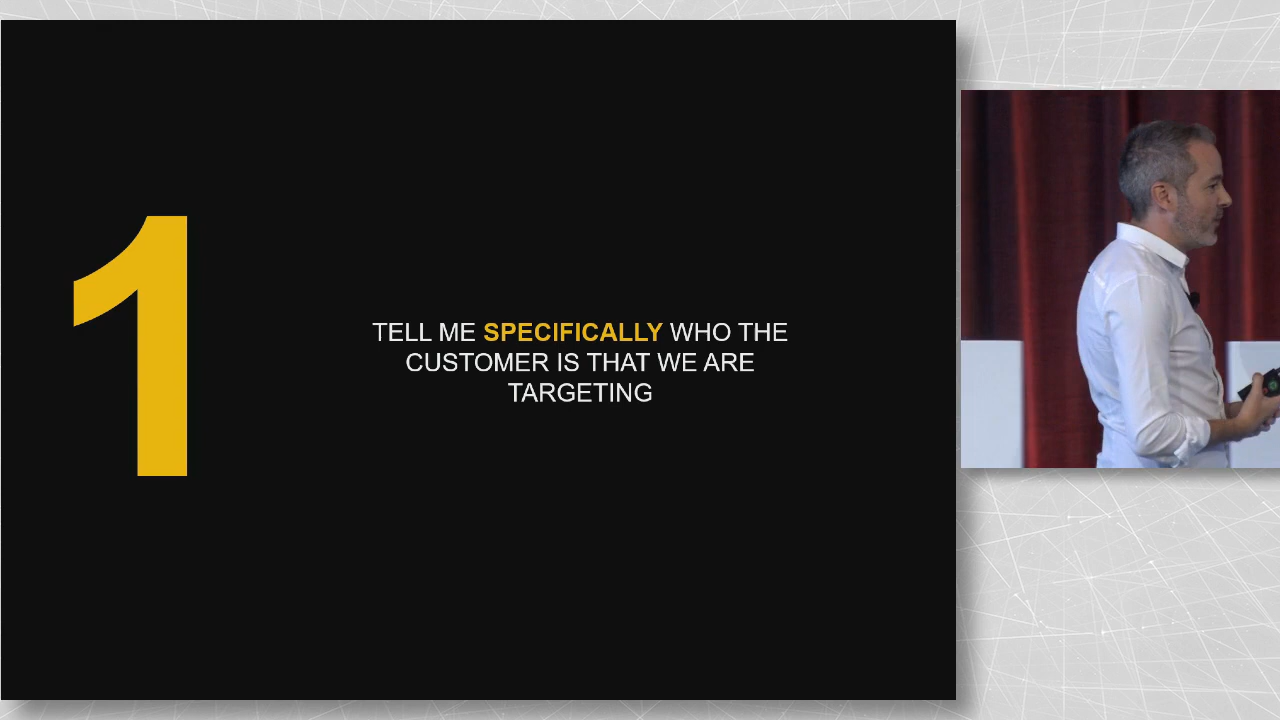 1
TELL ME SPECIFICALLY WHO THE
CUSTOMER IS THAT WE ARE
TARGETING